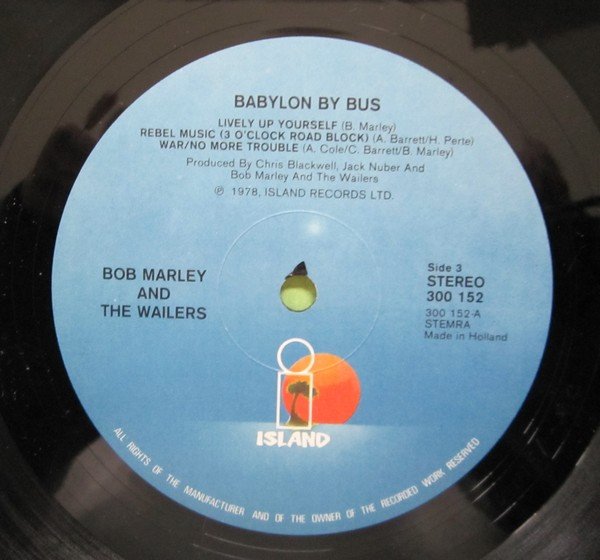 BABYLON BY BUS
LIVELY UP YOURSELF (B. Marley)
REBEL MUSIC (3 O'CLOCK ROAD BLOCK) (A. Barrett/H. Perte)
WAR/NO MORE TROUBLE (A. Cole/C. Barrett/B. Marley)
Produced By Chris Blackwell, Jack Nuber And
Bob Marley And The Wailers
℗ 1978, ISLAND RECORDS LTD.
BOB MARLEY
AND
THE WAILERS
Side 3
STEREO
300 152
300 152-A
STEMRA
Made in Holland
ISLAND
ALL RIGHTS OF THE MANUFACTURER AND OF THE OWNER OF THE RECORDED WORK RESERVED